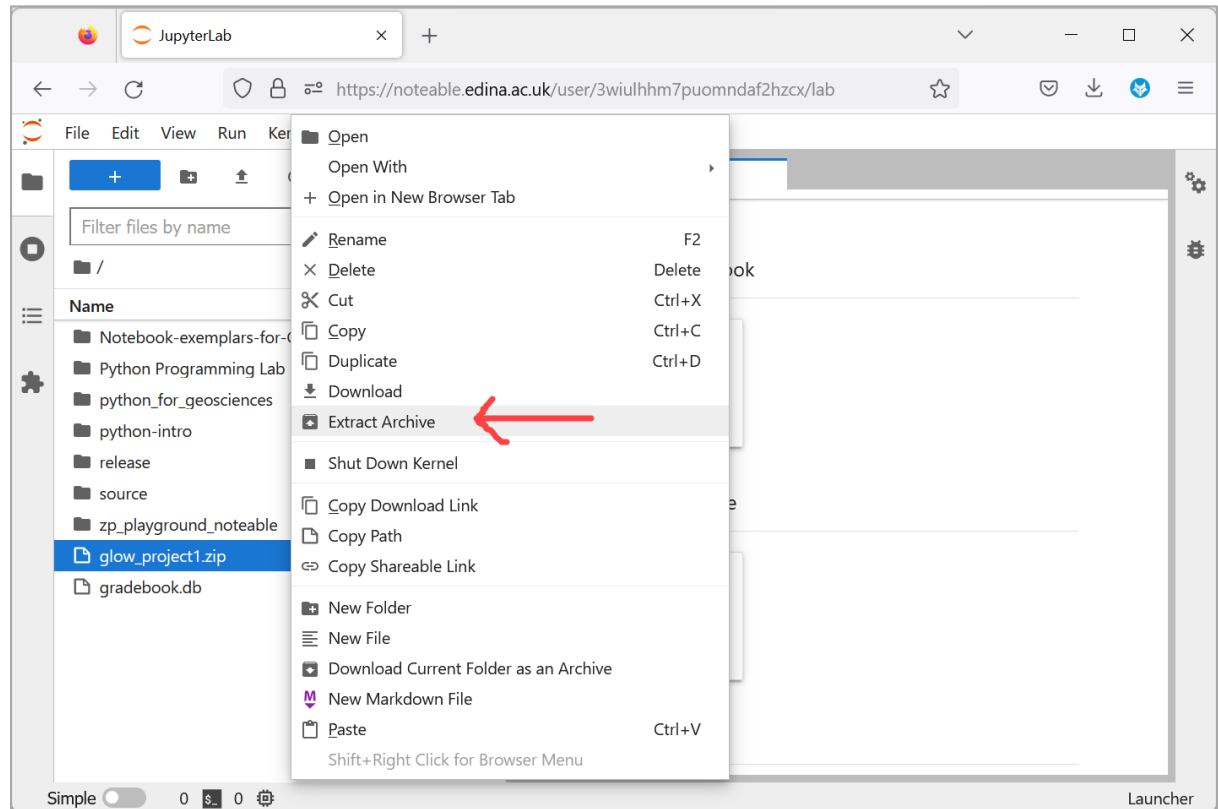 JupyterLab
https://noteable.edina.ac.uk/user/3wiulhhm7puomndaf2hzcx/lab
File Edit View Run Ker
Filter files by name
/
Name
Notebook-exemplars-for-
Python Programming Lab
python_for_geosciences
python-intro
release
source
zp_playground_noteable
glow_project1.zip
gradebook.db
Open
Open With
Open in New Browser Tab
Rename F2
Delete Delete
Cut Ctrl+X
Copy Ctrl+C
Duplicate Ctrl+D
Download
Extract Archive
Shut Down Kernel
Copy Download Link
Copy Path
Copy Shareable Link
New Folder
New File
Download Current Folder as an Archive
M New Markdown File
Paste Ctrl+V
Shift+Right Click for Browser Menu
ook
e
Simple 0 $_ 0 Launcher